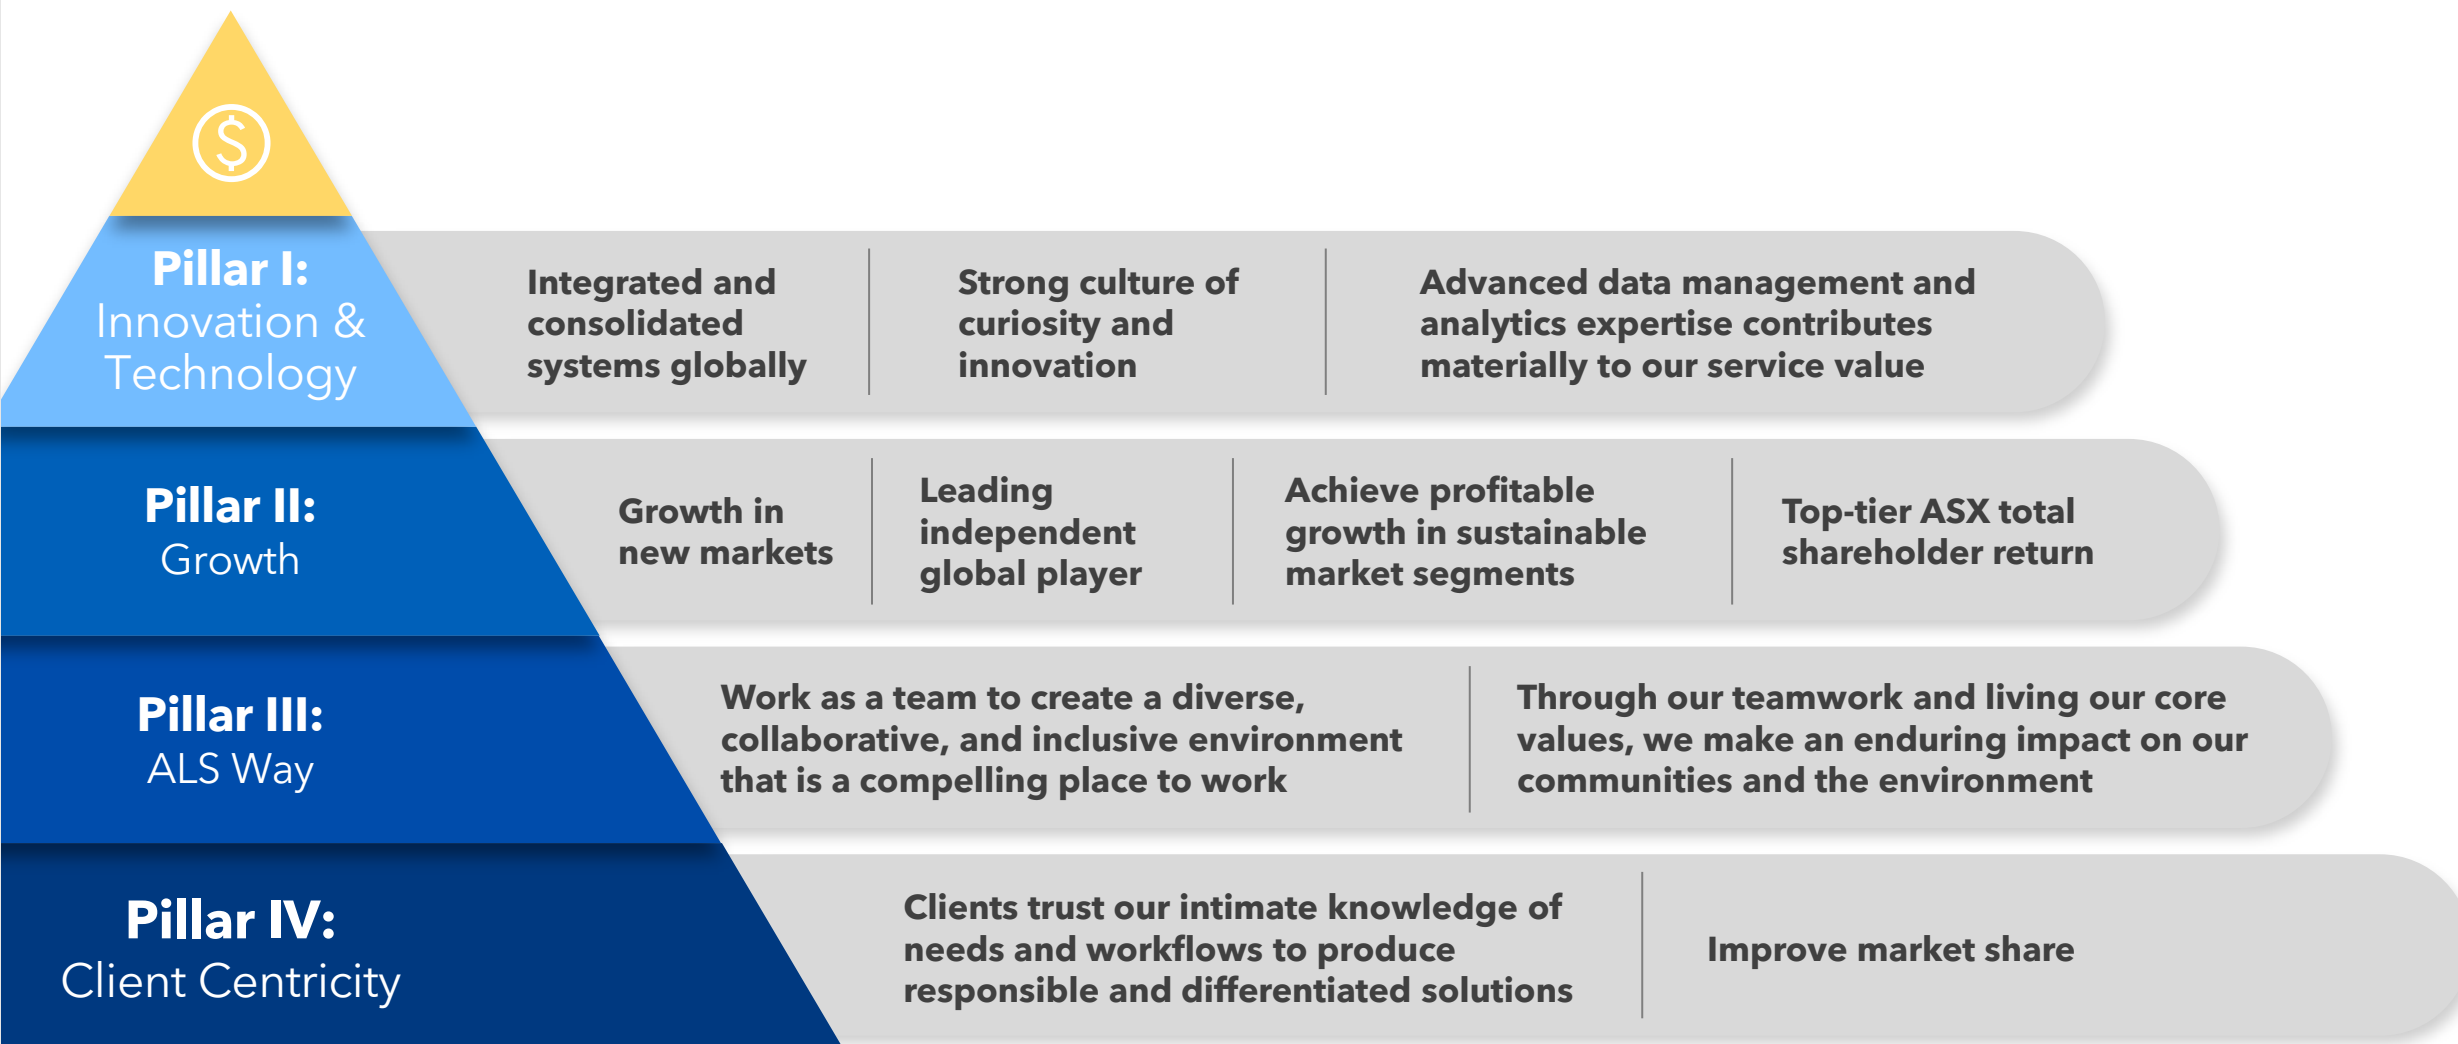 $
Pillar I:
Innovation &
Technology
Integrated and
consolidated
systems globally
Strong culture of
curiosity and
innovation
Advanced data management and
analytics expertise contributes
materially to our service value
Pillar II:
Growth
Growth in
new markets
Leading
independent
global player
Achieve profitable
growth in sustainable
market segments
Top-tier ASX total
shareholder return
Pillar III:
ALS Way
Work as a team to create a diverse,
collaborative, and inclusive environment
that is a compelling place to work
Through our teamwork and living our core
values, we make an enduring impact on our
communities and the environment
Pillar IV:
Client Centricity
Clients trust our intimate knowledge of
needs and workflows to produce
responsible and differentiated solutions
Improve market share